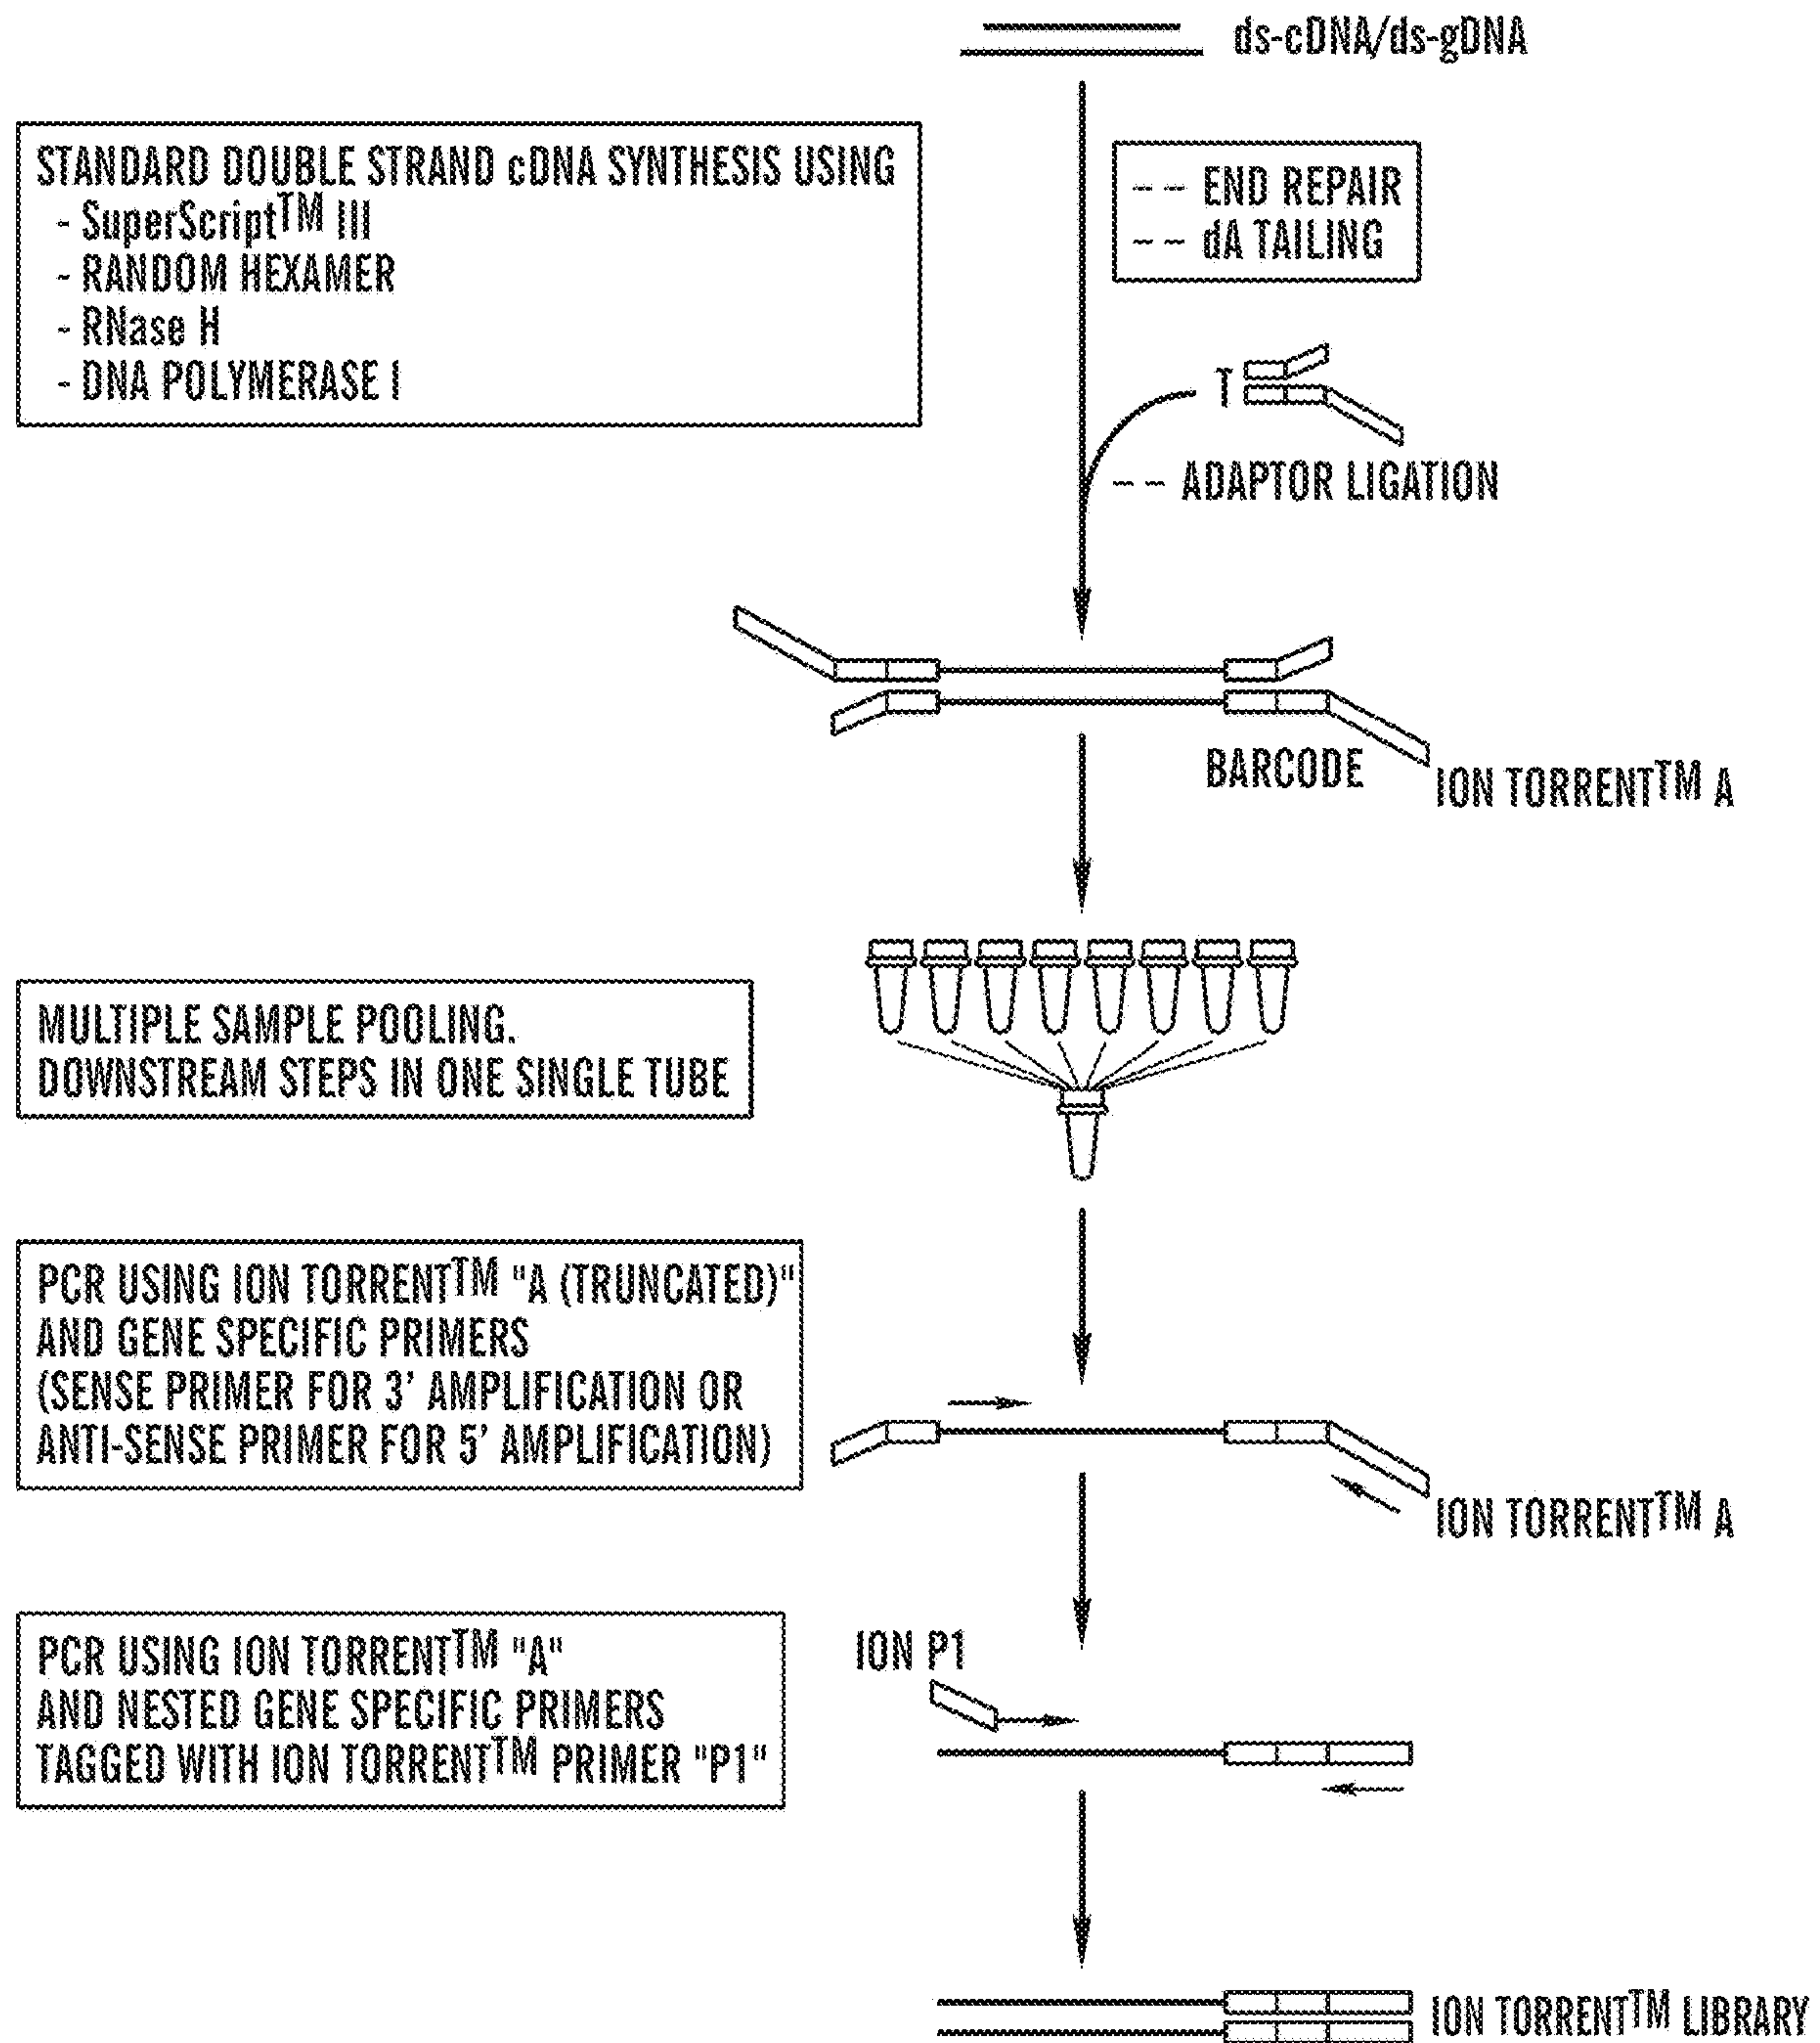 ds-cDNA/ds-gDNA
STANDARD DOUBLE STRAND cDNA SYNTHESIS USING
- SuperScript™ III
- RANDOM HEXAMER
- RNase H
- DNA POLYMERASE I
-- END REPAIR
-- dA TAILING
T
-- ADAPTOR LIGATION
BARCODE
ION TORRENT™ A
MULTIPLE SAMPLE POOLING.
DOWNSTREAM STEPS IN ONE SINGLE TUBE
PCR USING ION TORRENT™ "A (TRUNCATED)"
AND GENE SPECIFIC PRIMERS
(SENSE PRIMER FOR 3' AMPLIFICATION OR
ANTI-SENSE PRIMER FOR 5' AMPLIFICATION)
ION TORRENT™ A
PCR USING ION TORRENT™ "A"
AND NESTED GENE SPECIFIC PRIMERS
TAGGED WITH ION TORRENT™ PRIMER "P1"
ION P1
ION TORRENT™ LIBRARY